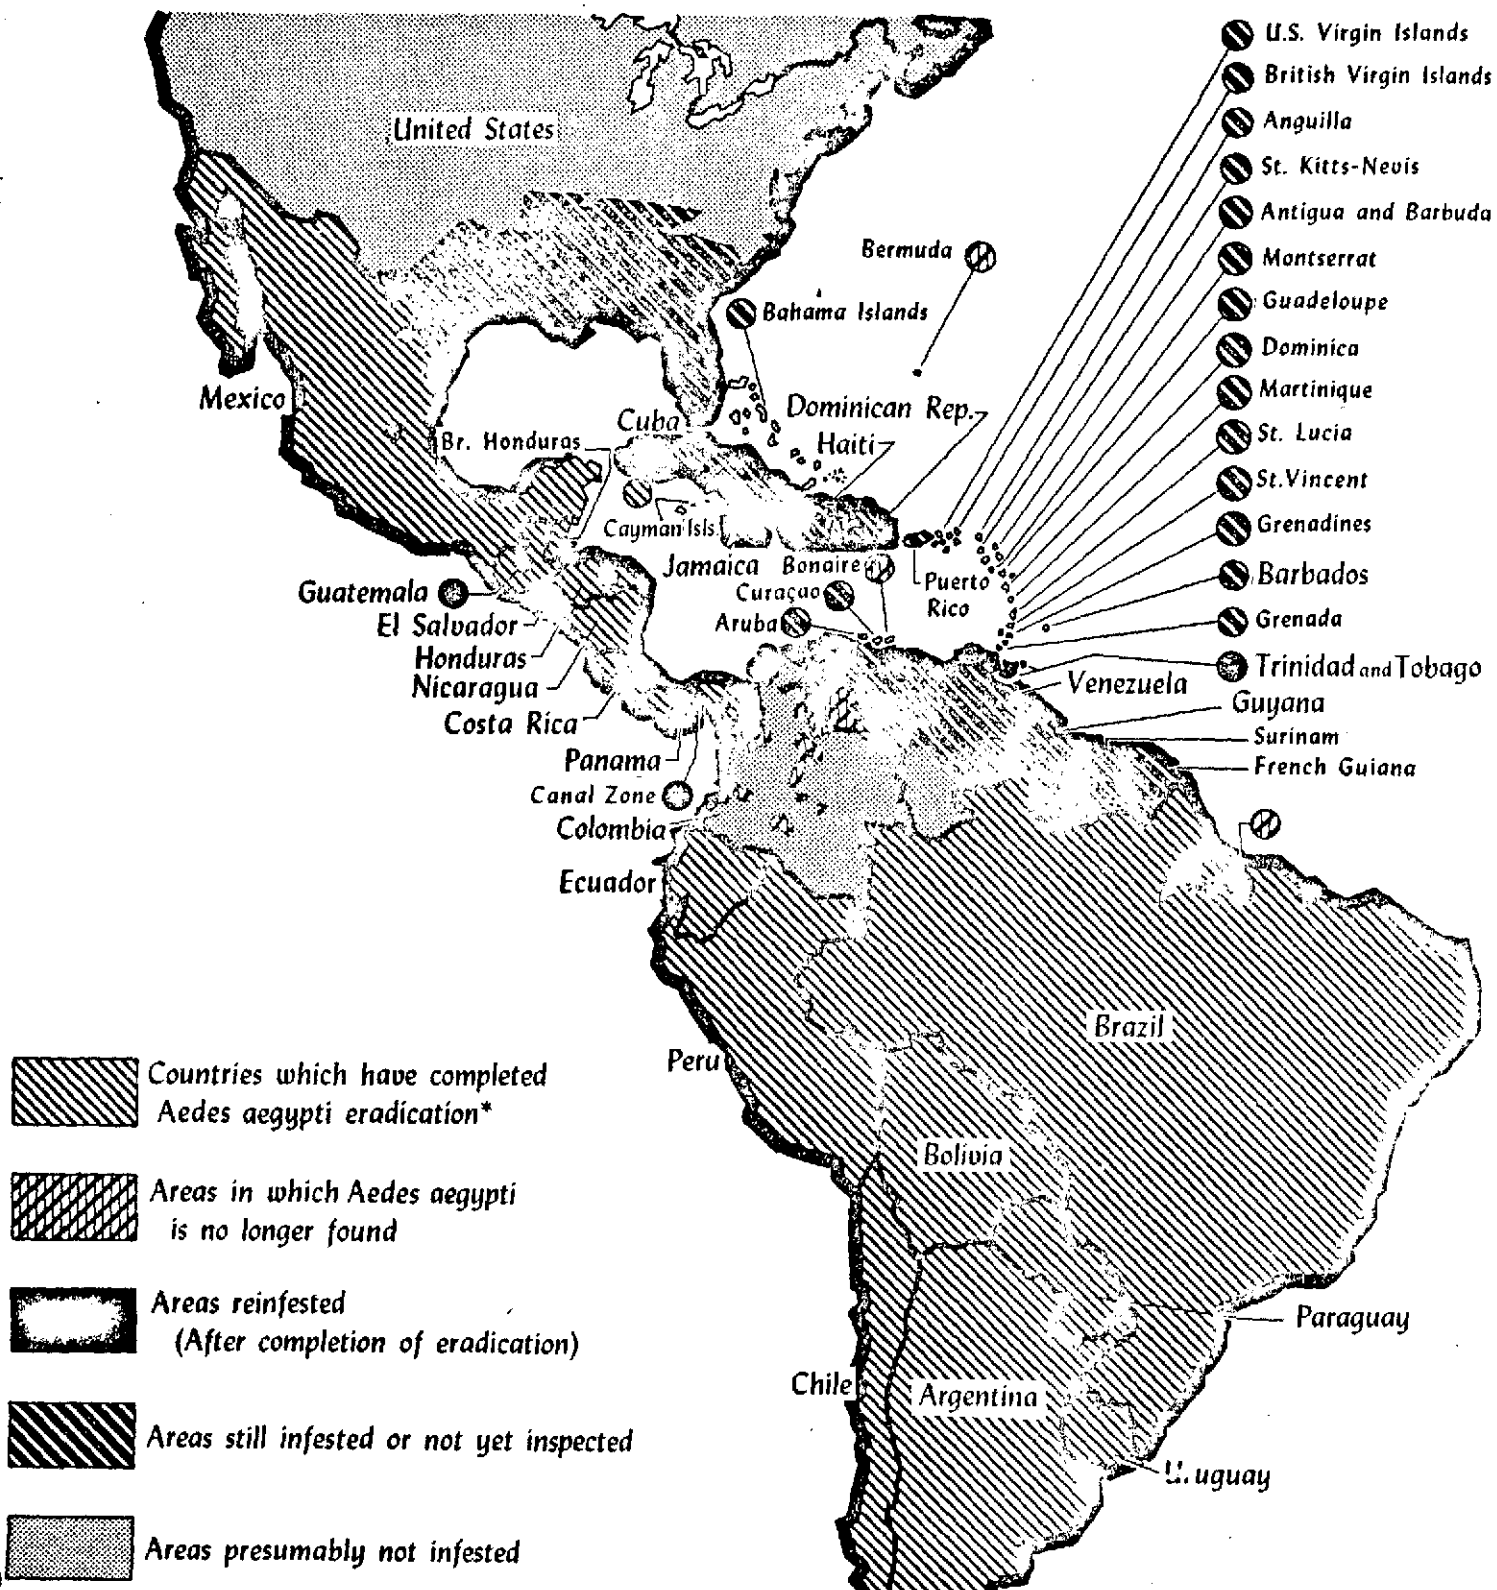 U.S. Virgin Islands
British Virgin Islands
Anguilla
St. Kitts-Nevis
Antigua and Barbuda
Montserrat
Guadeloupe
Dominica
Martinique
St. Lucia
St. Vincent
Grenadines
Barbados
Grenada
Trinidad and Tobago
United States
Bermuda
Bahama Islands
Mexico
Cuba
Dominican Rep.
Haiti
Br. Honduras
Cayman Isls.
Jamaica
Bonaire
Curaçao
Aruba
Puerto
Rico
Guatemala
El Salvador
Honduras
Nicaragua
Costa Rica
Panama
Canal Zone
Colombia
Ecuador
Venezuela
Guyana
Surinam
French Guiana
Brazil
Peru
Bolivia
Paraguay
Chile
Argentina
U. uguay
Countries which have completed
Aedes aegypti eradication*
Areas in which Aedes aegypti
is no longer found
Areas reinfested
(After completion of eradication)
Areas still infested or not yet inspected
Areas presumably not infested